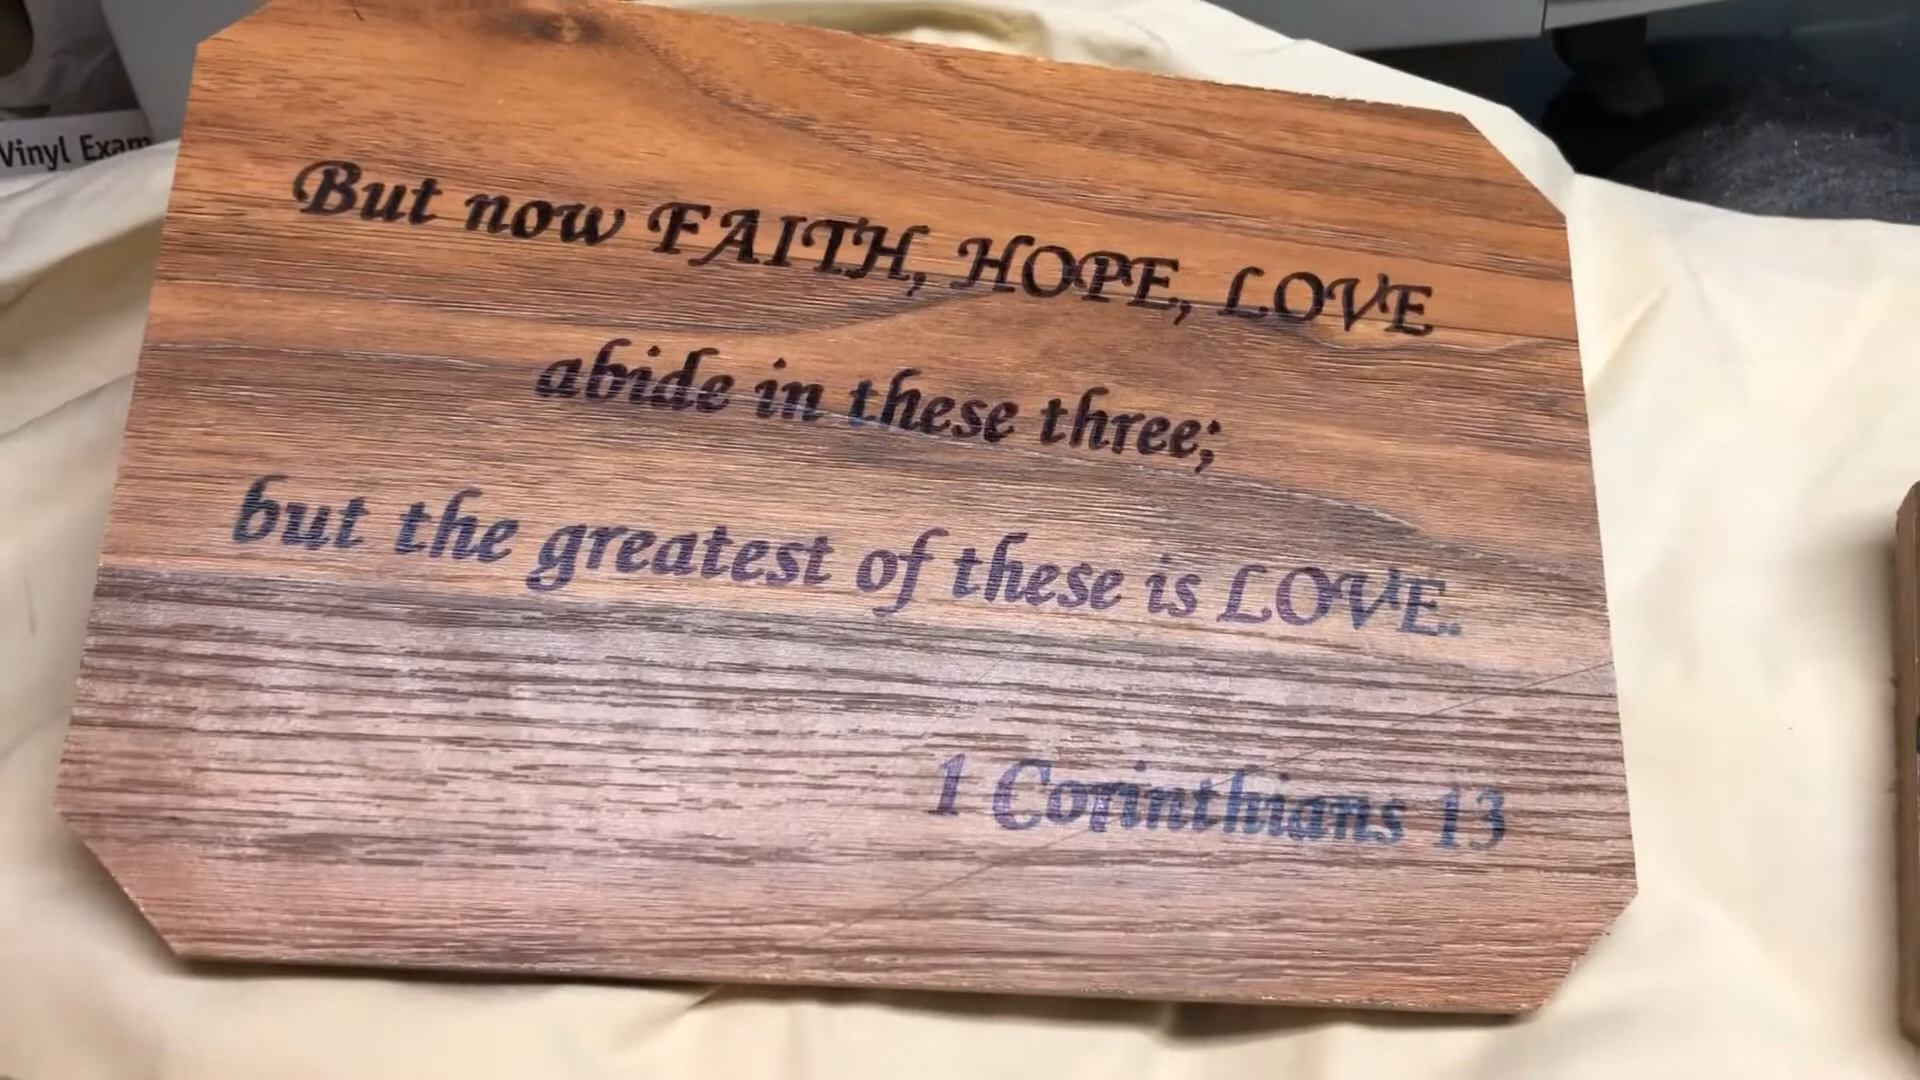 Vinyl Exam
But now FAITH, HOPE, LOVE
abide in these three;
but the greatest of these is LOVE.
1 Corinthians 13